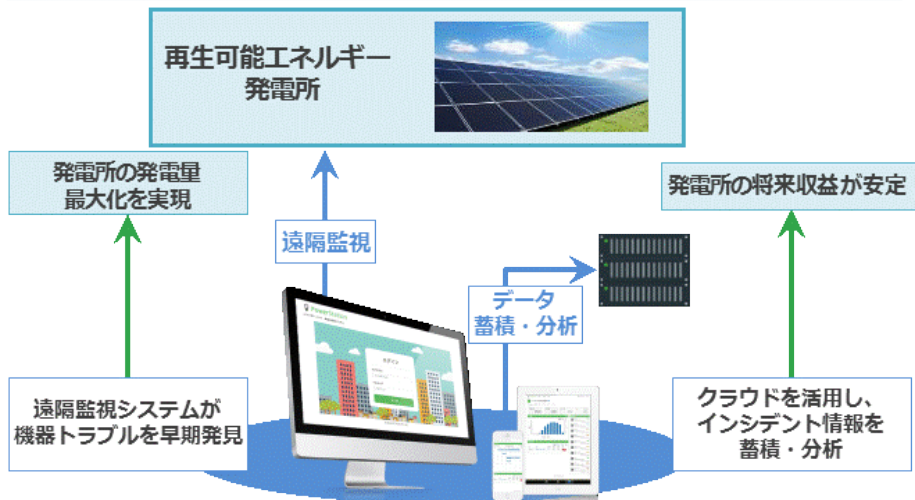 再生可能エネルギー
発電所
発電所の発電量
最大化を実現
発電所の将来収益が安定
遠隔監視
データ
蓄積・分析
遠隔監視システムが
機器トラブルを早期発見
クラウドを活用し、
インシデント情報を
蓄積・分析